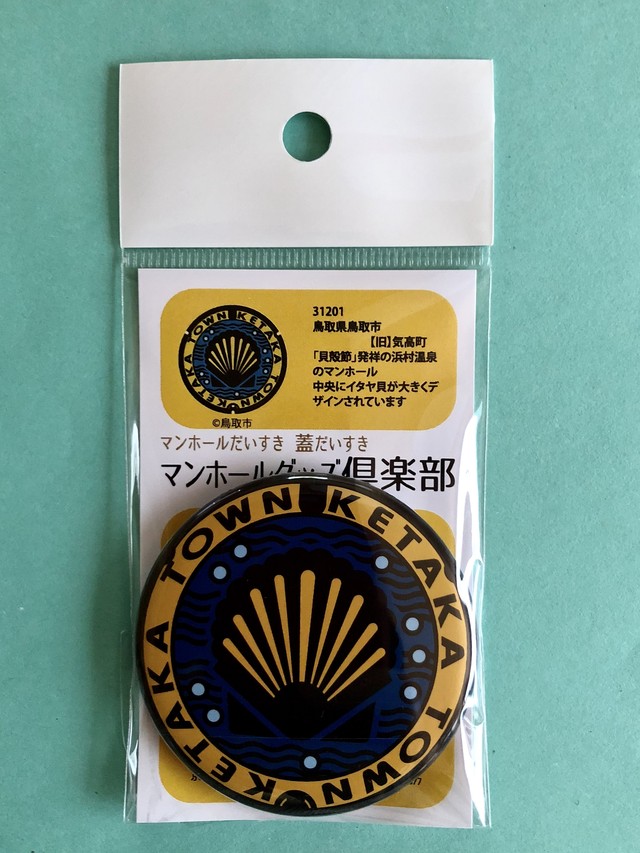 31201
鳥取県鳥取市
【旧】気高町
「貝殻節」発祥の浜村温泉
のマンホール
中央にイタヤ貝が大きくデ
ザインされています
TOWN KETAKA TOWN KETAKA
©鳥取市
マンホールだいすき 蓋だいすき
マンホールグッズ倶楽部
TOWN KETAKA TOWN KETAKA